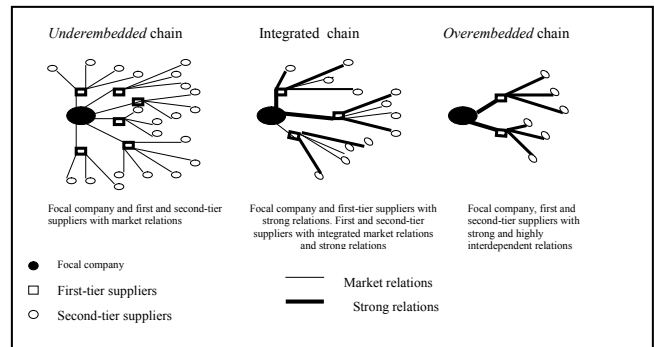 Underembedded chain
Integrated chain
Overembedded chain
Focal company and first and second-tier
suppliers with market relations
Focal company and first-tier suppliers with
strong relations. First and second-tier
suppliers with integrated market relations
and strong relations
Focal company, first and
second-tier suppliers with
strong and highly
interdependent relations
Focal company
First-tier suppliers
Second-tier suppliers
Market relations
Strong relations